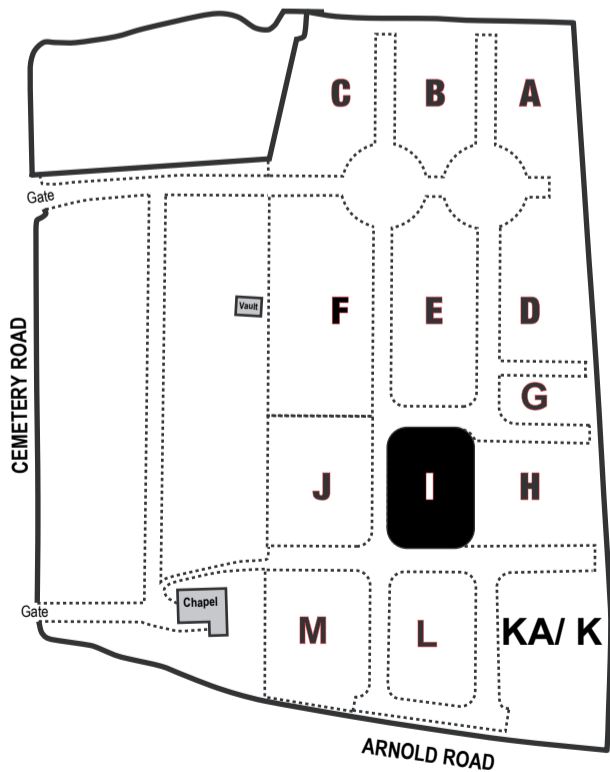 C
B
A
Gate
Vault
F
E
D
G
CEMETERY ROAD
J
I
H
Chapel
Gate
M
L
KA/ K
ARNOLD ROAD